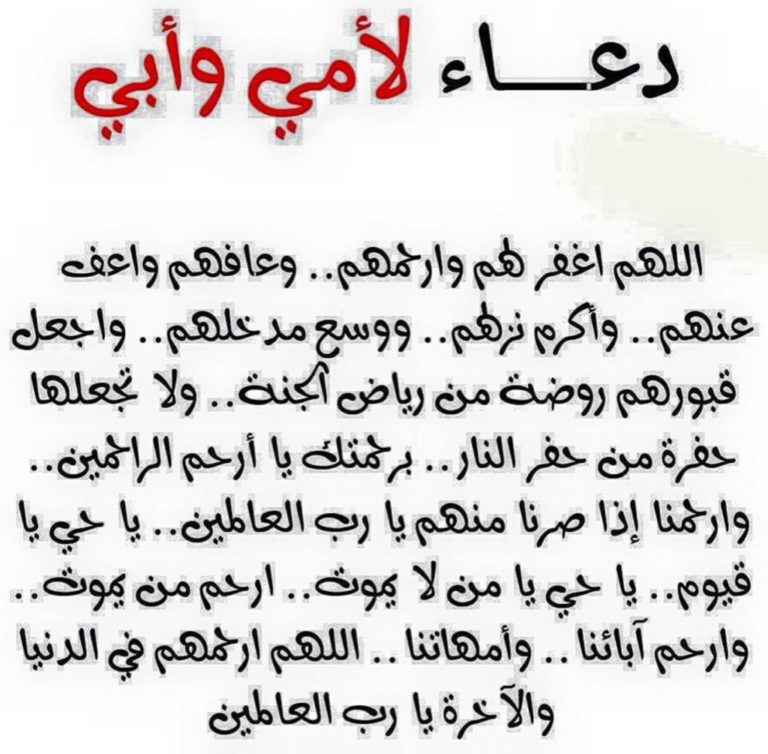 دعـــاء لأمي وأبي
اللهم اغفر لهم وارحمهم.. وعافهم واعف
عنهم.. وأكرم نزلهم.. ووسع مدخلهم.. واجعل
قبورهم روضة من رياض الجنة.. ولا تجعلها
حفرة من حفر النار.. برحمتك يا أرحم الراحمين..
وارحمنا إذا صرنا منهم يا رب العالمين.. يا حي يا
قيوم.. يا حي يا من لا يموت.. ارحم من يموت..
وارحم آبائنا .. وأمهاتنا .. اللهم ارحمهم في الدنيا
والآخرة يا رب العالمين